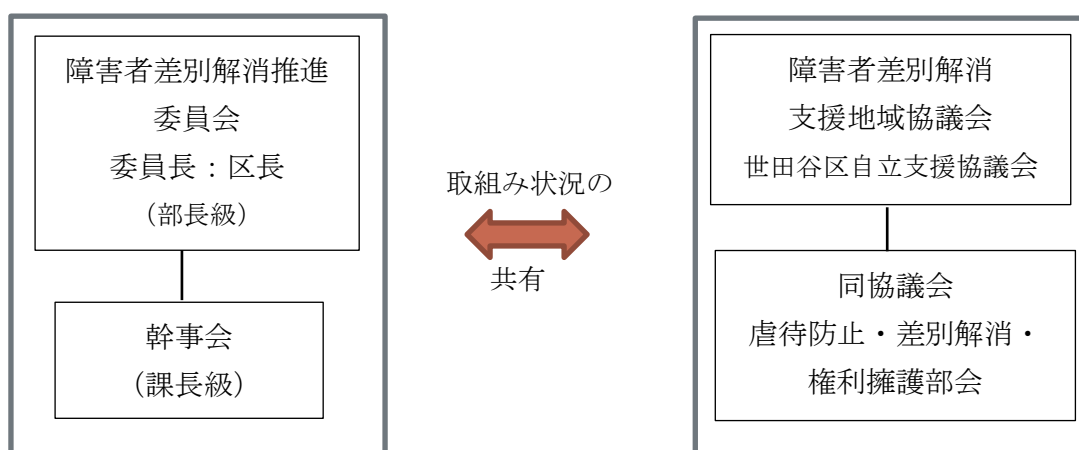 障害者差別解消推進
委員会
委員長：区長
（部長級）
幹事会
（課長級）
取組み状況の
共有
障害者差別解消
支援地域協議会
世田谷区自立支援協議会
同協議会
虐待防止・差別解消・
権利擁護部会